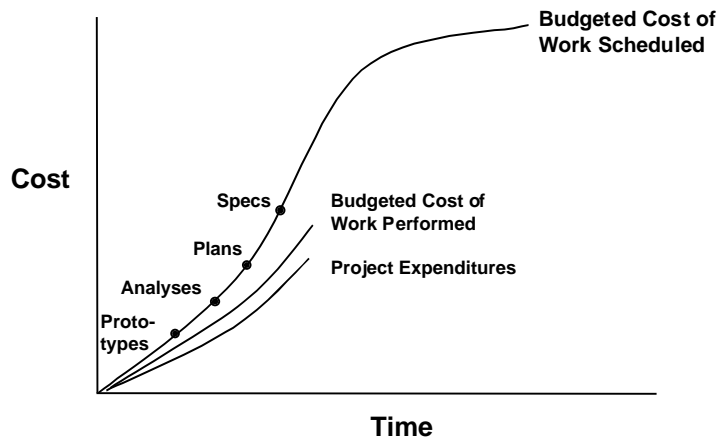 Budgeted Cost of
Work Scheduled
Cost
Specs
Budgeted Cost of
Work Performed
Plans
Project Expenditures
Analyses
Proto-
types
Time